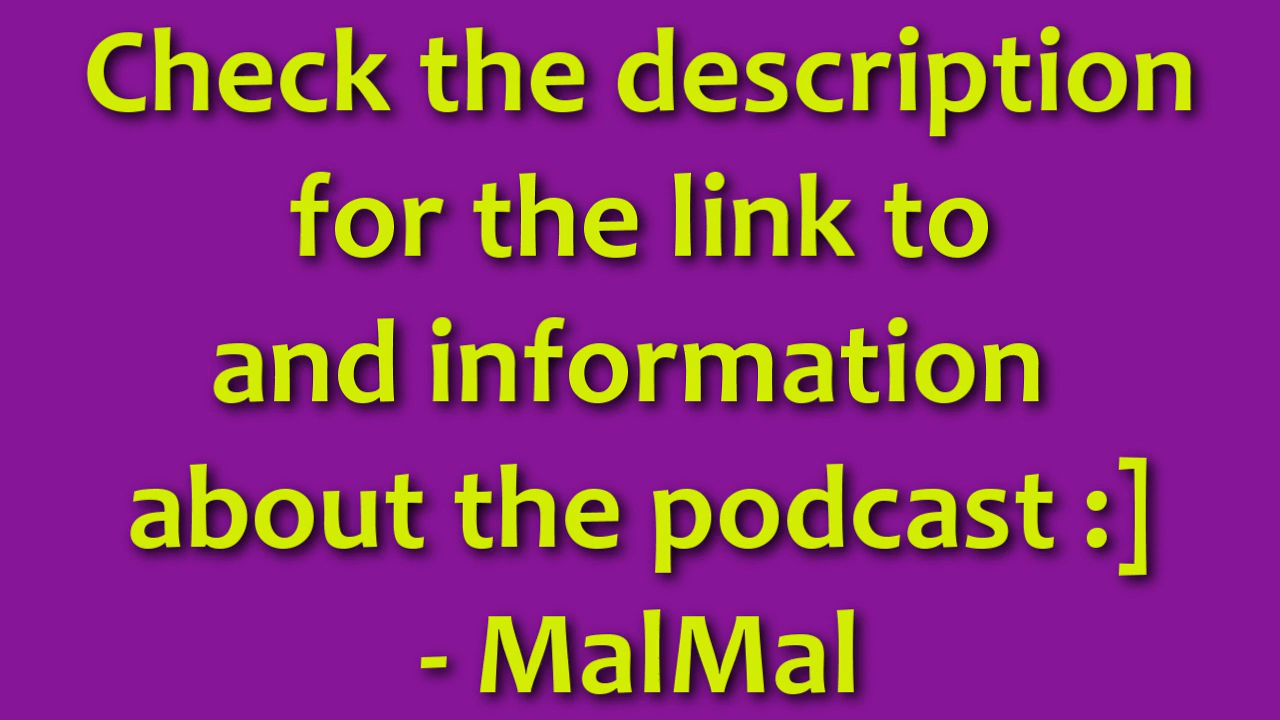 Check the description
for the link to
and information
about the podcast :]
- MalMal